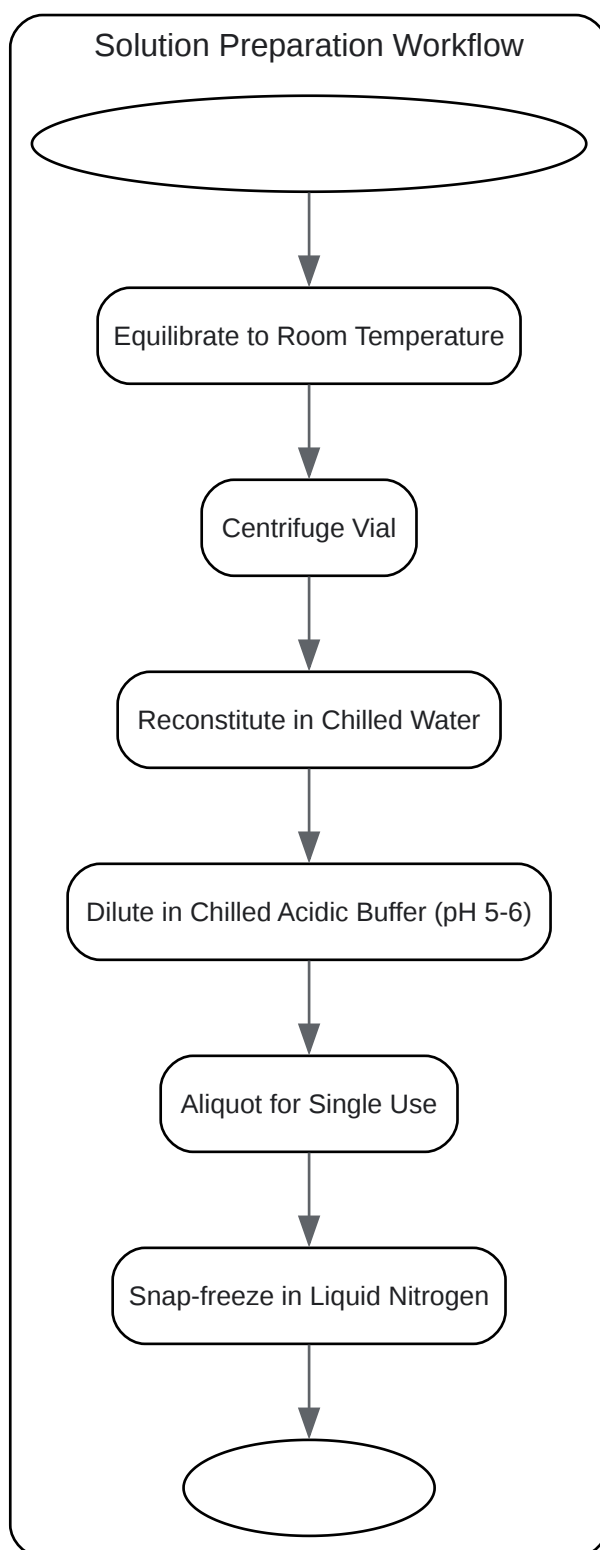 Solution Preparation Workflow
Equilibrate to Room Temperature
Centrifuge Vial
Reconstitute in Chilled Water
Dilute in Chilled Acidic Buffer (pH 5-6)
Aliquot for Single Use
Snap-freeze in Liquid Nitrogen